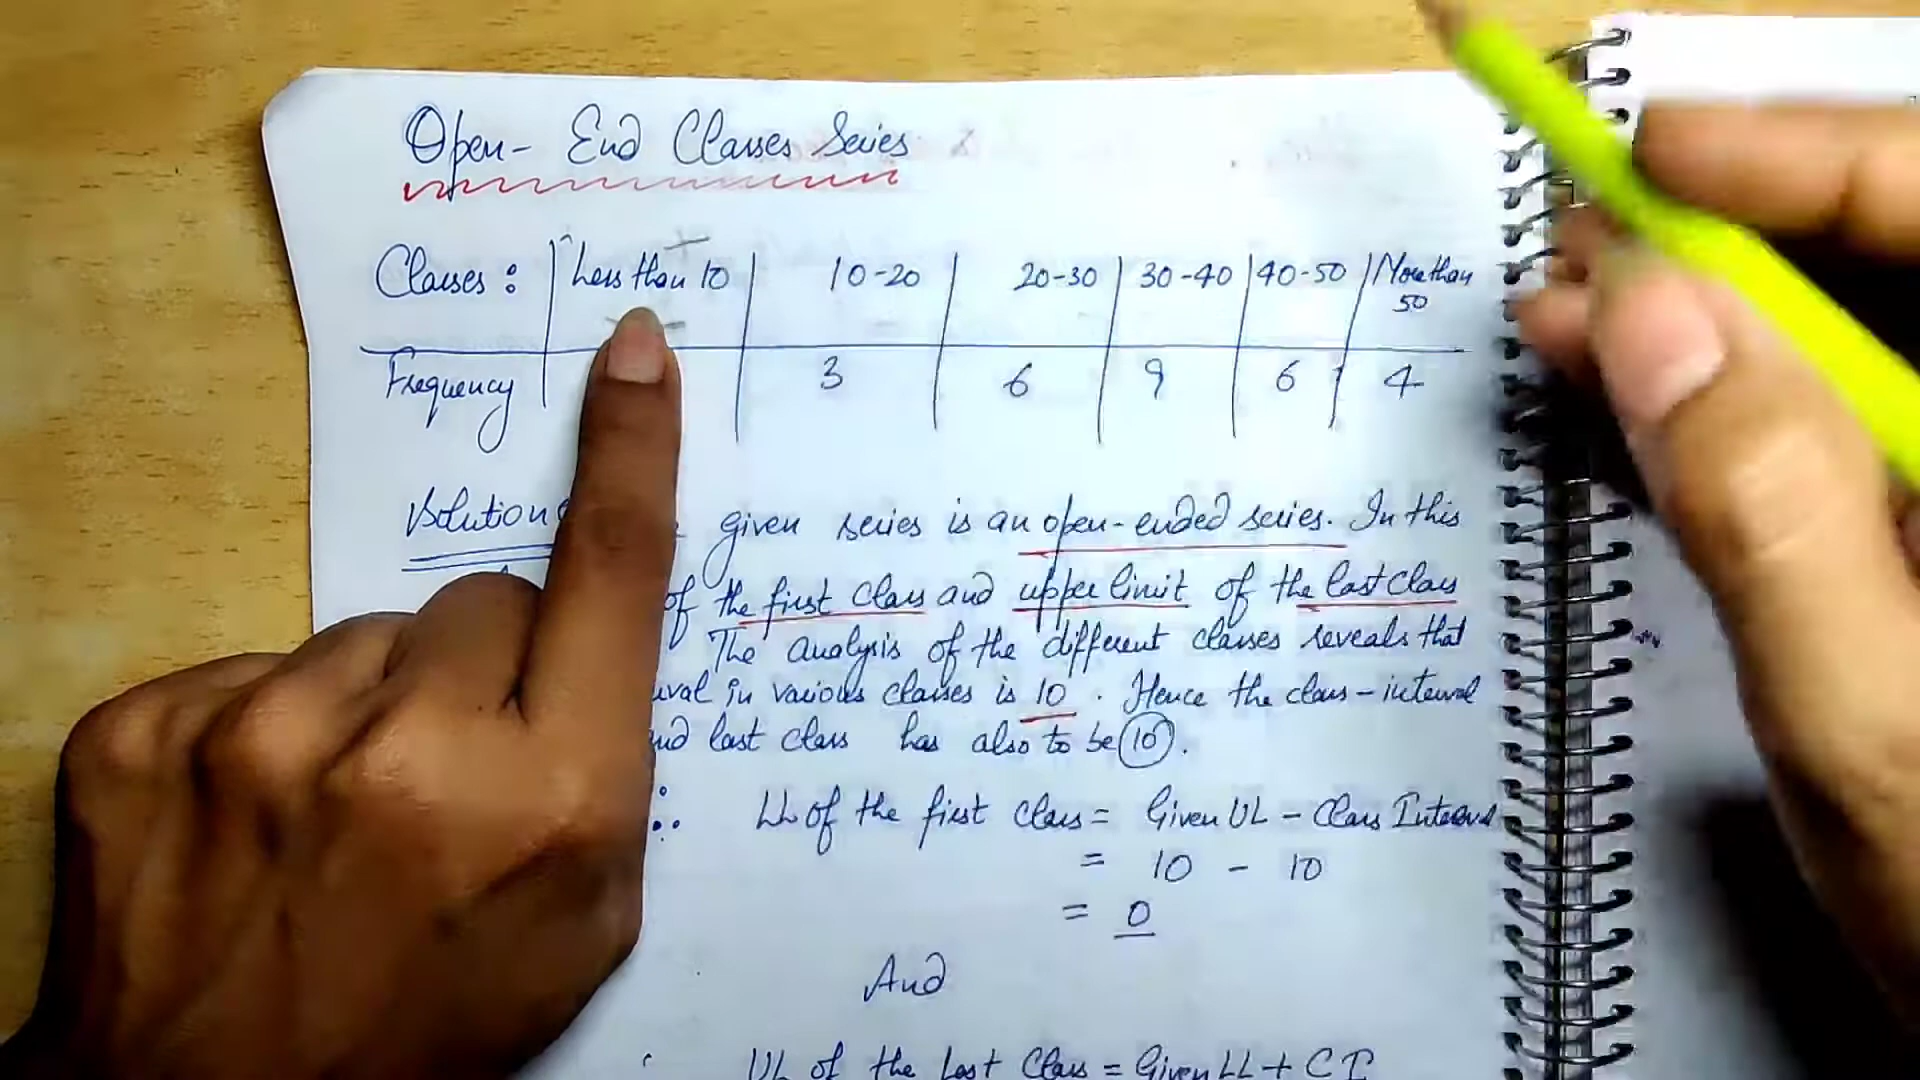 Open-End Classes Series
Classes : Less than 10 10-20 20-30 30-40 40-50 More than 50
Frequency 3 6 9 6 4
Solution given series is an open-ended series. In this
of the first class and upper limit of the last class
The analysis of the different classes reveals that
in various classes is 10. Hence the class-interval
last class has also to be 10.
∴ LL of the first class = Given UL - Class Interval
= 10 - 10
= 0
And
UL of the Last Class = Given LL + CI